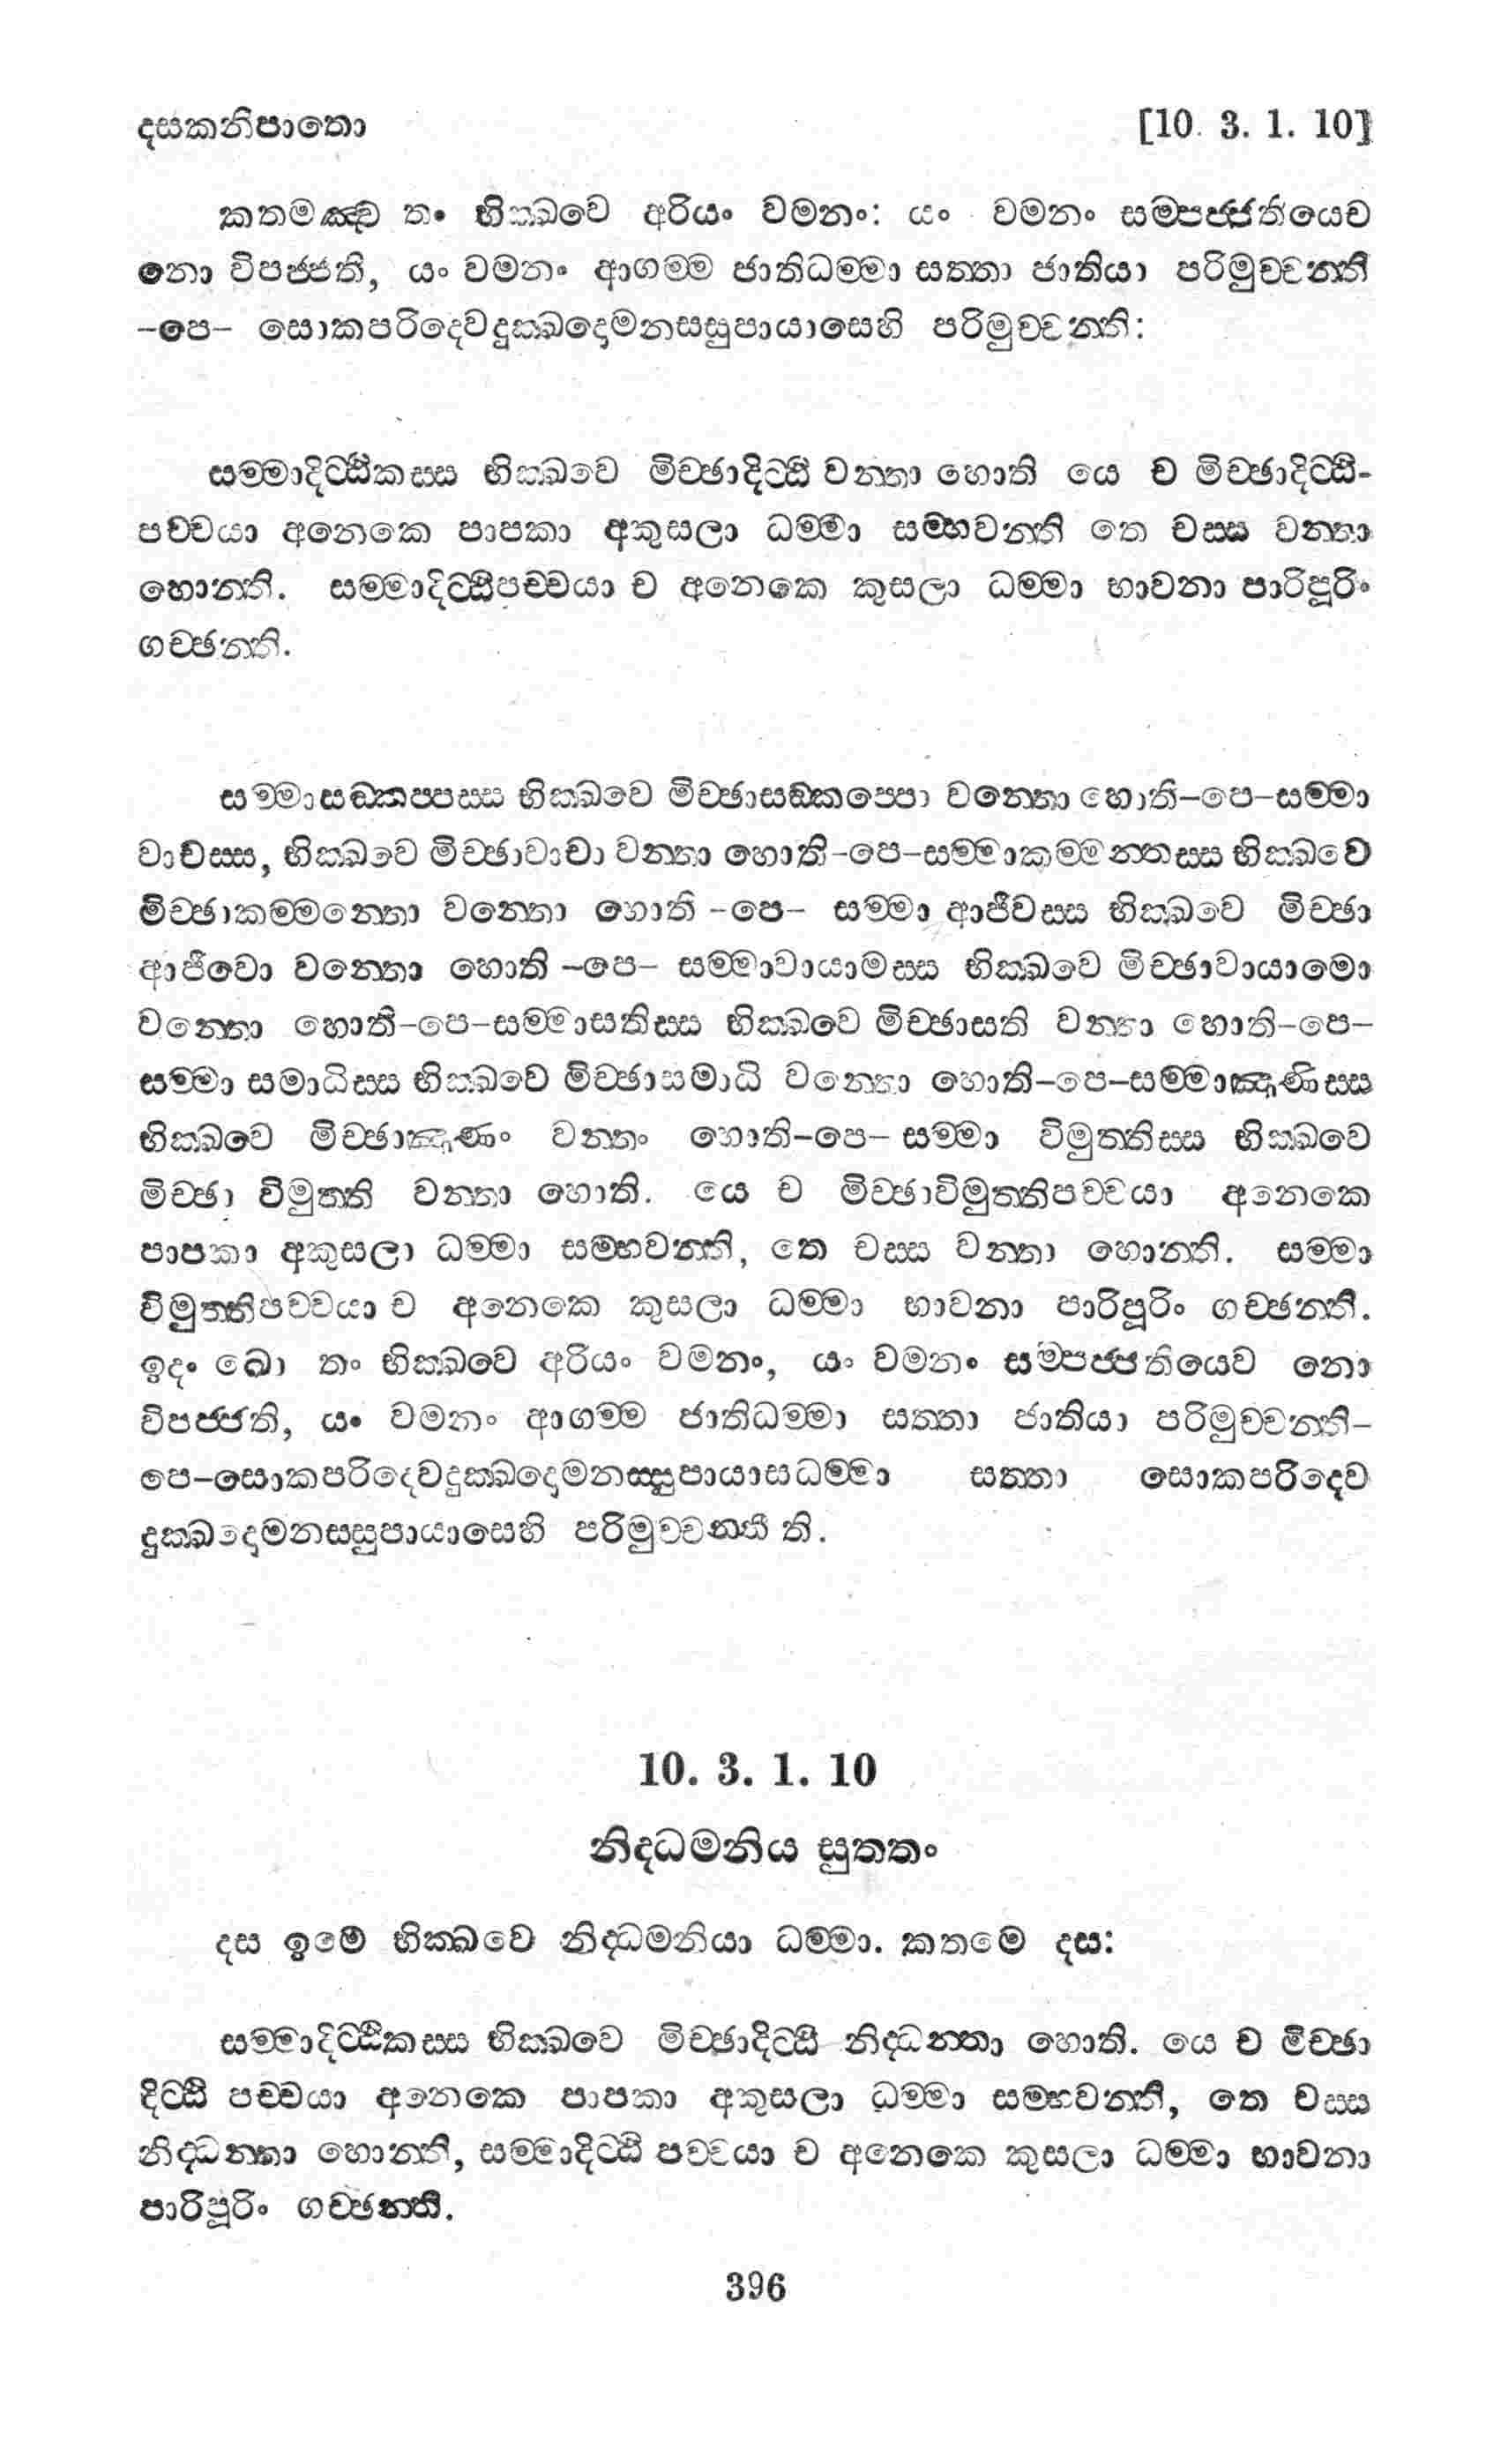 දසකනිපාතො [10. 3. 1. 10]
කතමඤ්ච තං භික්ඛවෙ අරියං වමනං: යං වමනං සම්පජ්ජතියෙව
නො විපජ්ජති, යං වමනං ආගම්ම ජාතිධම්මා සත්තා ජාතියා පරිමුච්චන්ති
-පෙ- සොකපරිදෙවදුක්ඛදොමනස්සුපායාසෙහි පරිමුච්චන්ති:
සම්මාදිට්ඨිකස්ස භික්ඛවෙ මිච්ඡාදිට්ඨි වන්තා හොති යෙ ච මිච්ඡාදිට්ඨි-
පච්චයා අනෙකෙ පාපකා අකුසලා ධම්මා සම්භවන්ති තෙ චස්ස වන්තා
හොන්ති. සම්මාදිට්ඨිපච්චයා ච අනෙකෙ කුසලා ධම්මා භාවනා පාරිපූරිං
ගච්ඡන්ති.
සම්මාසඞ්කප්පස්ස භික්ඛවෙ මිච්ඡාසඞ්කප්පො වන්තො හොති-පෙ-සම්මා
වාචස්ස, භික්ඛවෙ මිච්ඡාවාචා වන්තා හොති-පෙ-සම්මාකම්මන්තස්ස භික්ඛවෙ
මිච්ඡාකම්මන්තො වන්තො හොති -පෙ- සම්මා ආජීවස්ස භික්ඛවෙ මිච්ඡා
ආජීවො වන්තො හොති -පෙ- සම්මාවායාමස්ස භික්ඛවෙ මිච්ඡාවායාමො
වන්තො හොති-පෙ-සම්මාසතිස්ස භික්ඛවෙ මිච්ඡාසති වන්තා හොති-පෙ-
සම්මා සමාධිස්ස භික්ඛවෙ මිච්ඡාසමාධි වන්තො හොති-පෙ-සම්මාඤාණිස්ස
භික්ඛවෙ මිච්ඡාඤාණං වන්තං හොති-පෙ- සම්මා විමුත්තිස්ස භික්ඛවෙ
මිච්ඡා විමුත්ති වන්තා හොති. යෙ ච මිච්ඡාවිමුත්තිපච්චයා අනෙකෙ
පාපකා අකුසලා ධම්මා සම්භවන්ති, තෙ චස්ස වන්තා හොන්ති. සම්මා
විමුත්තිපච්චයා ච අනෙකෙ කුසලා ධම්මා භාවනා පාරිපූරිං ගච්ඡන්ති.
ඉදං ඛො තං භික්ඛවෙ අරියං වමනං, යං වමනං සම්පජ්ජතියෙව නො
විපජ්ජති, යං වමනං ආගම්ම ජාතිධම්මා සත්තා ජාතියා පරිමුච්චන්ති-
පෙ-සොකපරිදෙවදුක්ඛදොමනස්සුපායාසධම්මා සත්තා සොකපරිදෙව
දුක්ඛදොමනස්සුපායාසෙහි පරිමුච්චන්තී ති.
10. 3. 1. 10
නිද්ධමනිය සුත්තං
දස ඉමෙ භික්ඛවෙ නිද්ධමනියා ධම්මා. කතමෙ දස:
සම්මාදිට්ඨිකස්ස භික්ඛවෙ මිච්ඡාදිට්ඨි නිද්ධන්තා හොති. යෙ ච මිච්ඡා
දිට්ඨි පච්චයා අනෙකෙ පාපකා අකුසලා ධම්මා සම්භවන්ති, තෙ චස්ස
නිද්ධන්තා හොන්ති, සම්මාදිට්ඨි පච්චයා ච අනෙකෙ කුසලා ධම්මා භාවනා
පාරිපූරිං ගච්ඡන්ති.
396